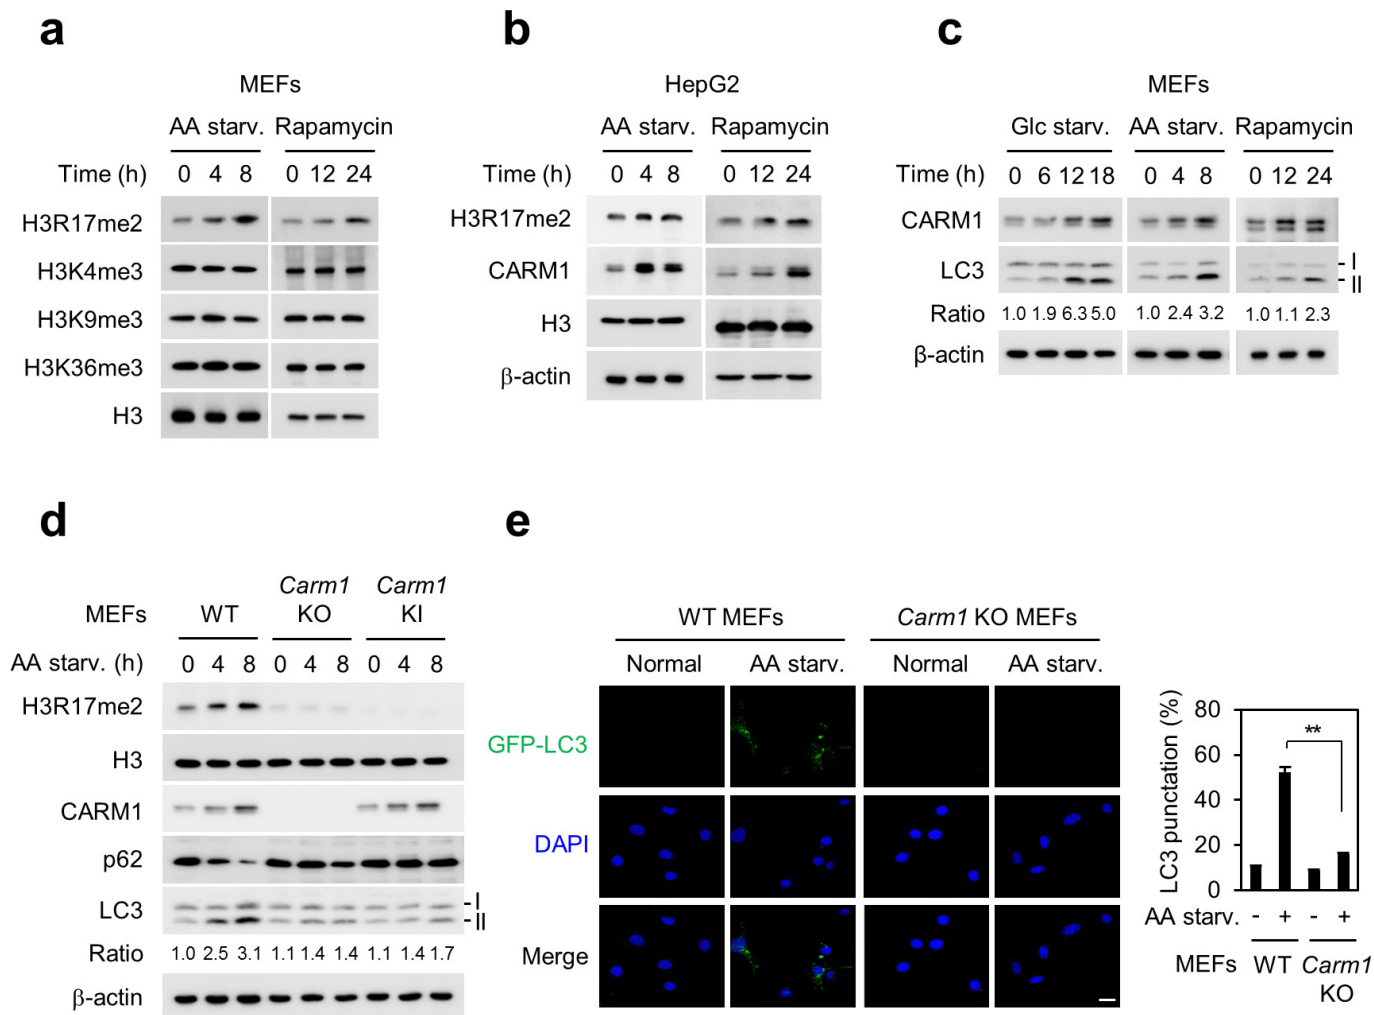 a
MEFs
AA starv. Rapamycin
Time (h) 0 4 8 0 12 24
H3R17me2
H3K4me3
H3K9me3
H3K36me3
H3
b
HepG2
AA starv. Rapamycin
Time (h) 0 4 8 0 12 24
H3R17me2
CARM1
H3
β-actin
c
MEFs
Glc starv. AA starv. Rapamycin
Time (h) 0 6 12 18 0 4 8 0 12 24
CARM1
LC3 I
II
Ratio 1.0 1.9 6.3 5.0 1.0 2.4 3.2 1.0 1.1 2.3
β-actin
d
Carm1 Carm1
MEFs WT KO KI
AA starv. (h) 0 4 8 0 4 8 0 4 8
H3R17me2
H3
CARM1
p62
LC3 I
II
Ratio 1.0 2.5 3.1 1.1 1.4 1.4 1.1 1.4 1.7
β-actin
e
WT MEFs Carm1 KO MEFs
Normal AA starv. Normal AA starv.
GFP-LC3
DAPI
Merge
LC3 punctation (%)
80
60
40
20
0
**
AA starv. - + - +
MEFs WT Carm1
KO